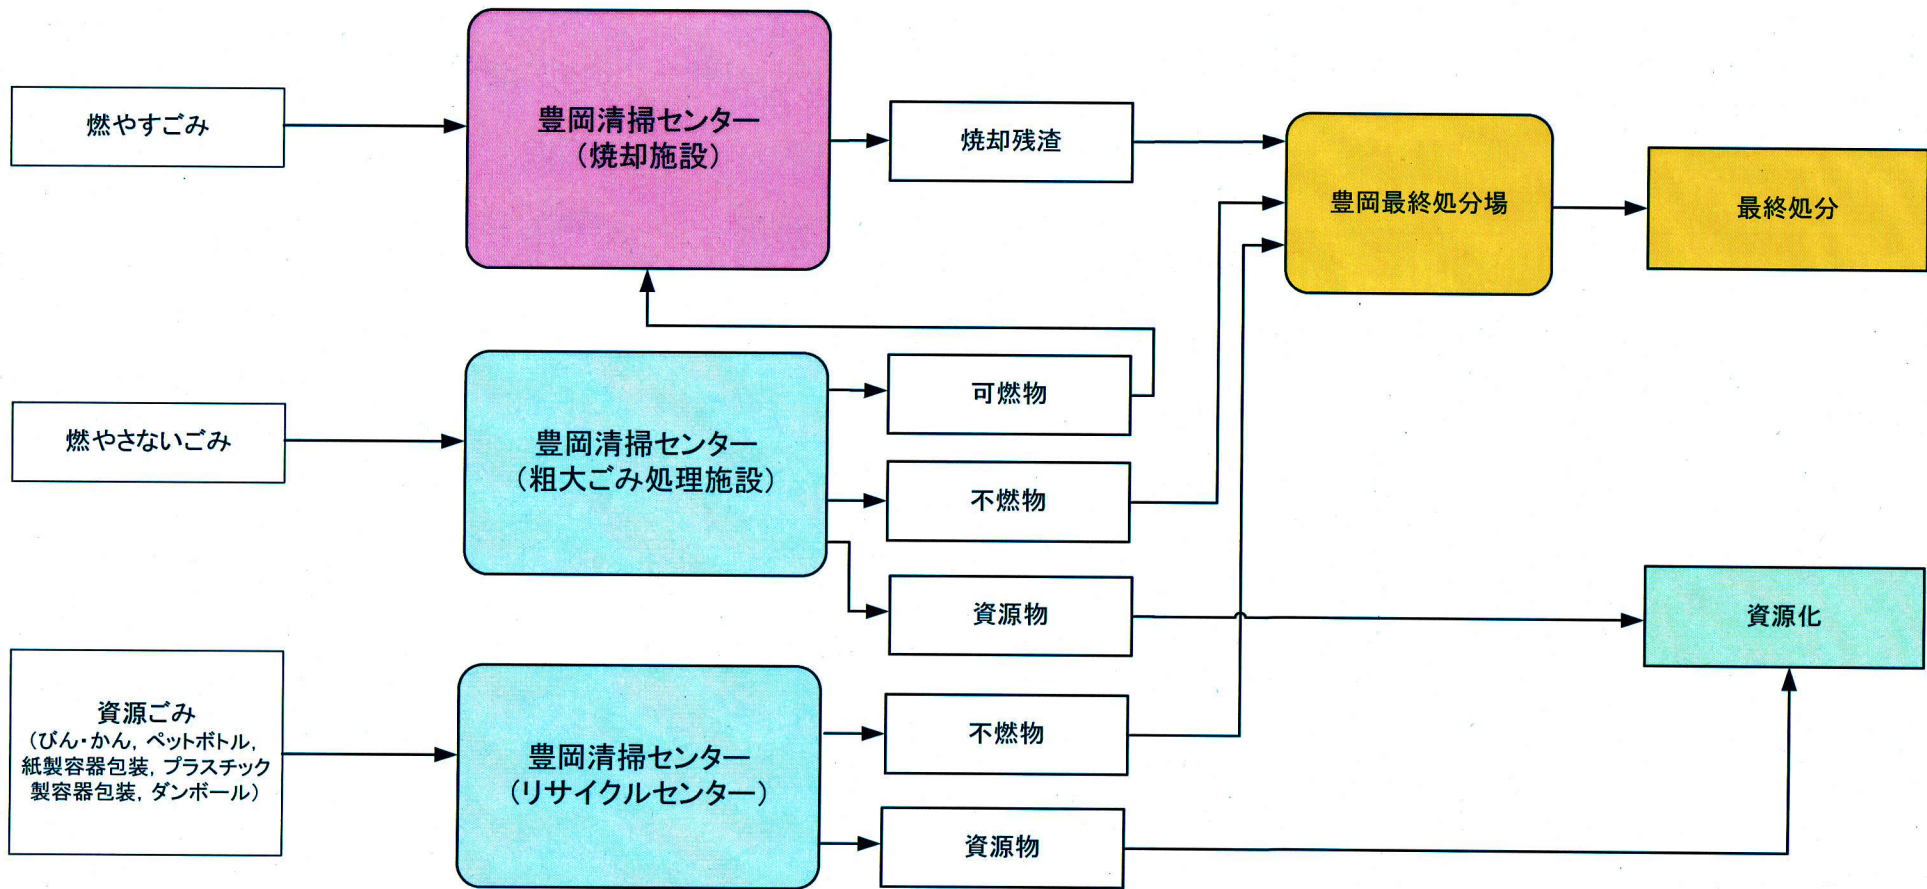 燃やすごみ
豊岡清掃センター
(焼却施設)
焼却残渣
豊岡最終処分場
最終処分
燃やさないごみ
豊岡清掃センター
(粗大ごみ処理施設)
可燃物
不燃物
資源物
資源化
資源ごみ
(びん・かん, ペットボトル,
紙製容器包装, プラスチック
製容器包装, ダンボール)
豊岡清掃センター
(リサイクルセンター)
不燃物
資源物